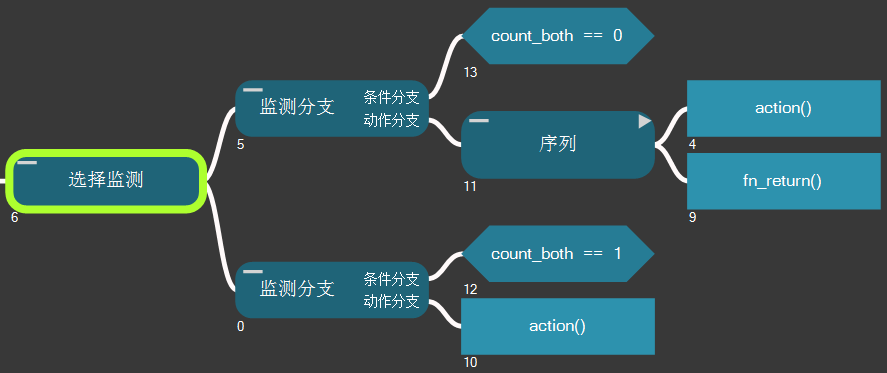 count_both == 0
13
监测分支
条件分支
动作分支
5
序列
11
action()
4
fn_return()
9
选择监测
6
count_both == 1
12
监测分支
条件分支
动作分支
0
action()
10